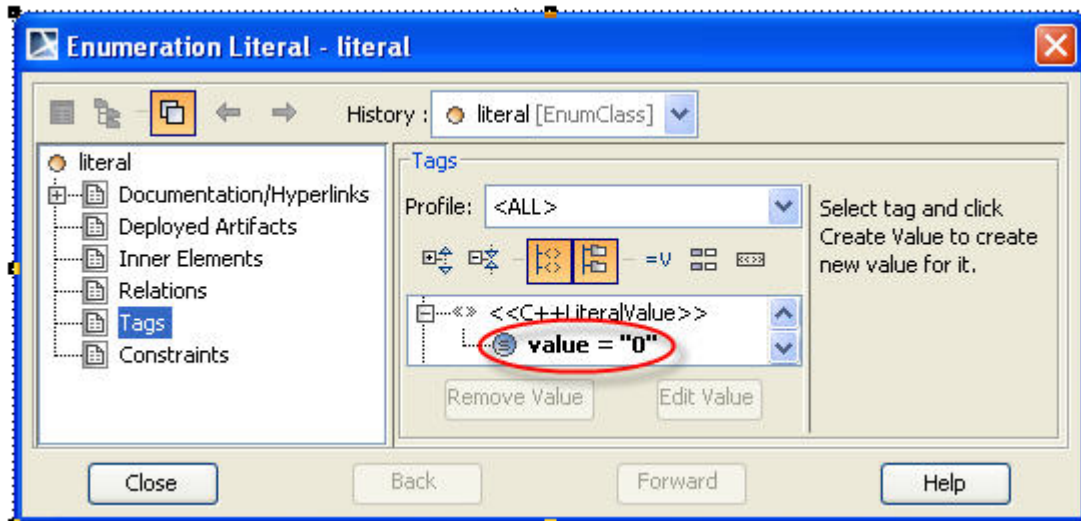 Enumeration Literal - literal
History : literal [EnumClass]
literal
Documentation/Hyperlinks
Deployed Artifacts
Inner Elements
Relations
Tags
Constraints
Tags
Profile: <ALL>
=V
«» <<C++LiteralValue>>
value = "0"
Remove Value Edit Value
Select tag and click
Create Value to create
new value for it.
Close Back Forward Help